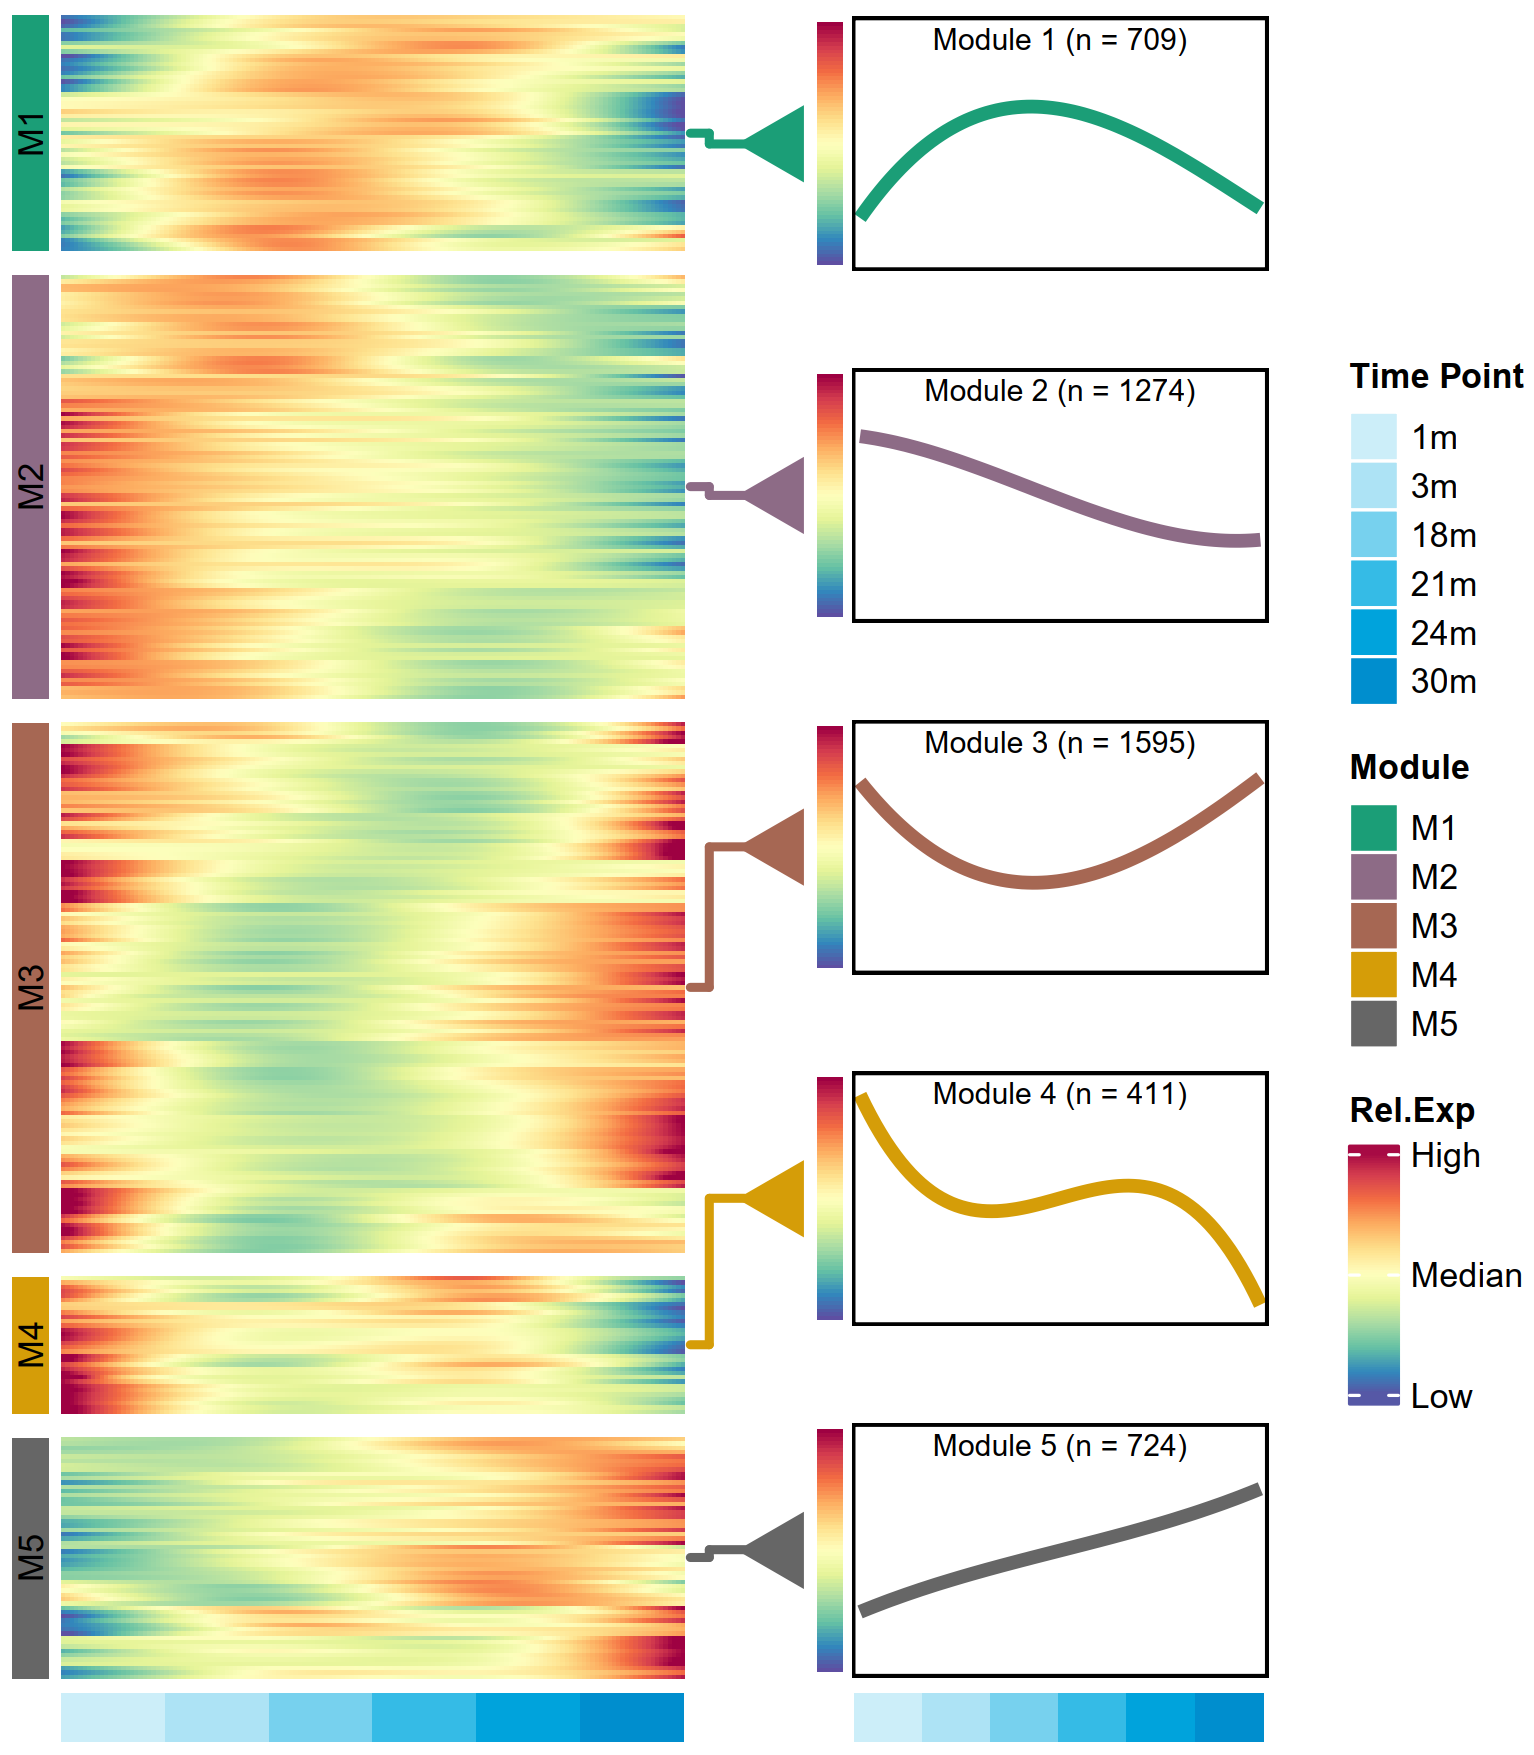 M1
M2
M3
M4
M5
Module 1 (n = 709)
Module 2 (n = 1274)
Module 3 (n = 1595)
Module 4 (n = 411)
Module 5 (n = 724)
Time Point
1m
3m
18m
21m
24m
30m
Module
M1
M2
M3
M4
M5
Rel.Exp
High
Median
Low